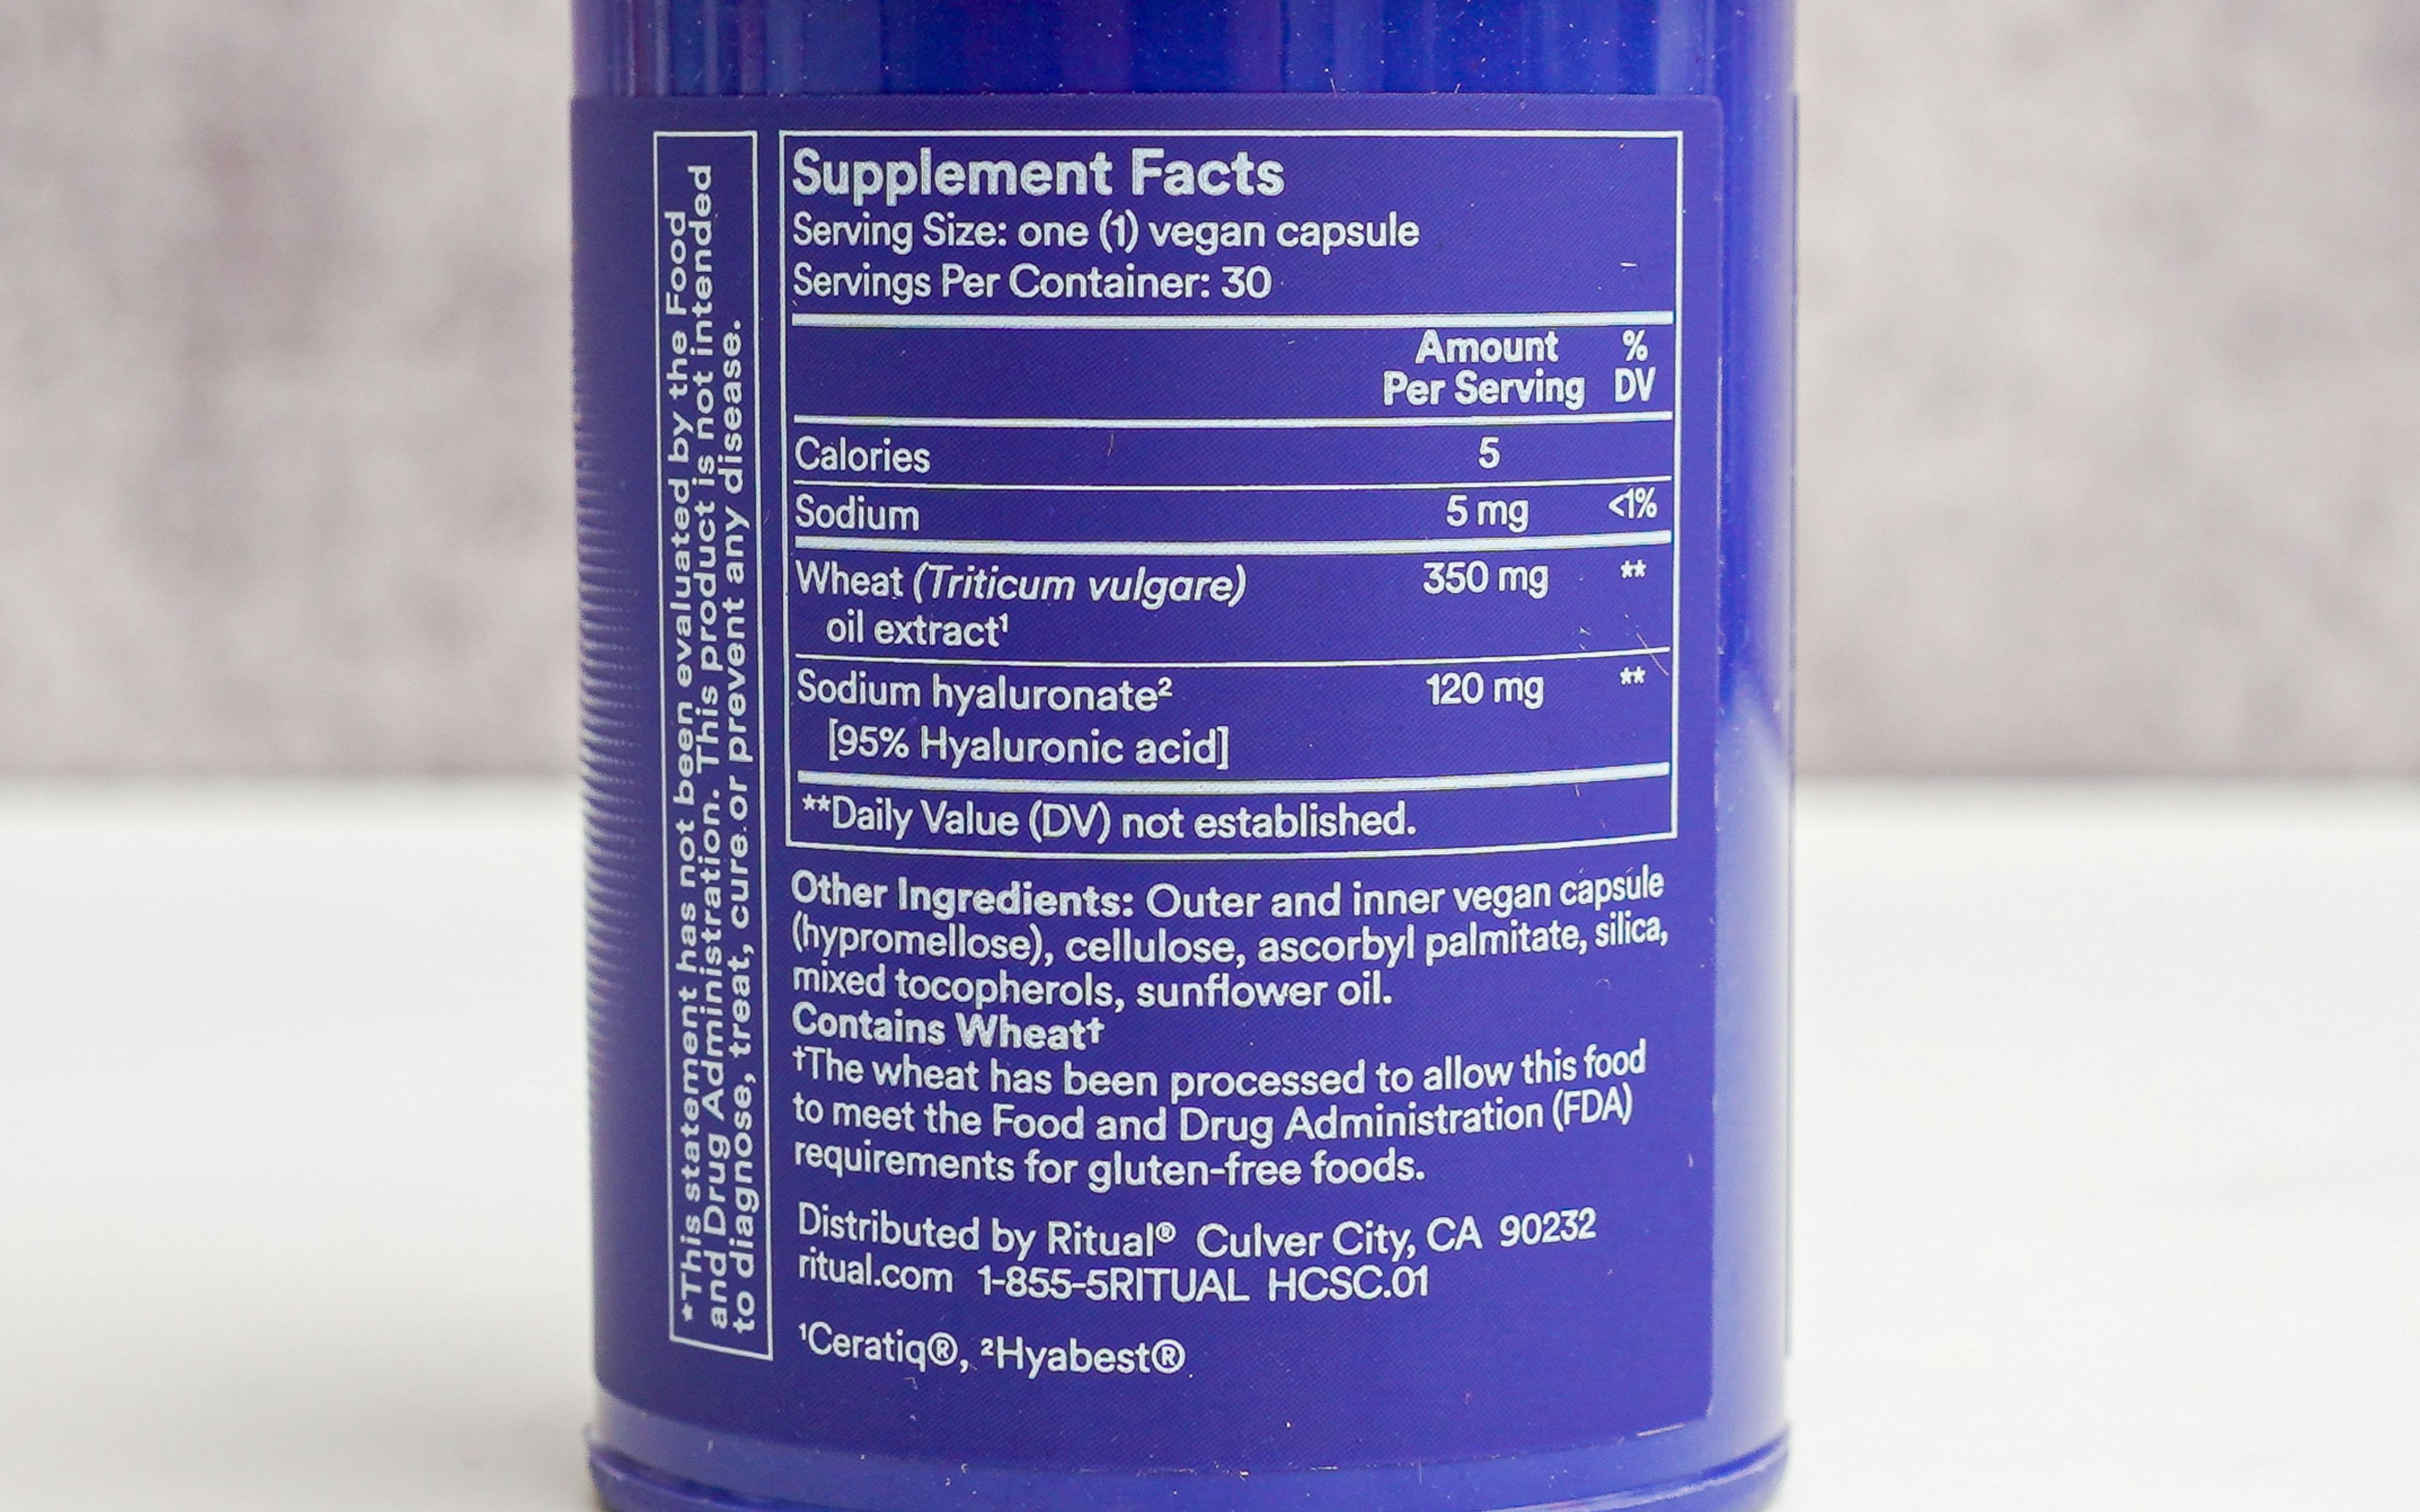 *This statement has not been evaluated by the Food
and Drug Administration. This product is not intended
to diagnose, treat, cure or prevent any disease.
Supplement Facts
Serving Size: one (1) vegan capsule
Servings Per Container: 30
Amount %
Per Serving DV
Calories 5
Sodium 5 mg <1%
Wheat (Triticum vulgare) 350 mg **
oil extract¹
Sodium hyaluronate² 120 mg **
[95% Hyaluronic acid]
**Daily Value (DV) not established.
Other Ingredients: Outer and inner vegan capsule
(hypromellose), cellulose, ascorbyl palmitate, silica,
mixed tocopherols, sunflower oil.
Contains Wheat†
†The wheat has been processed to allow this food
to meet the Food and Drug Administration (FDA)
requirements for gluten-free foods.
Distributed by Ritual® Culver City, CA 90232
ritual.com 1-855-5RITUAL HCSC.01
¹Ceratiq®, ²Hyabest®